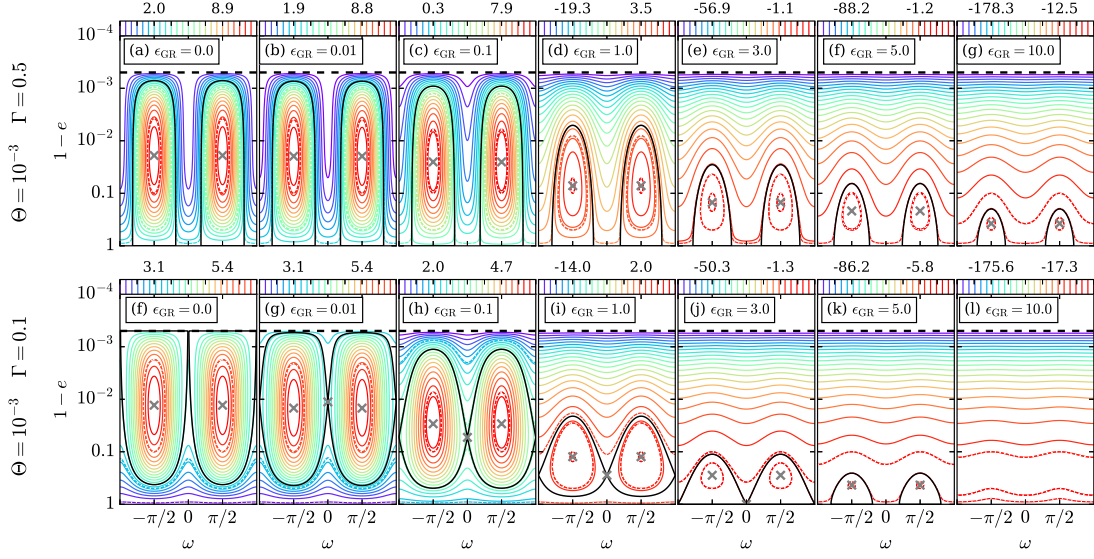 2.0 8.9 1.9 8.8 0.3 7.9 -19.3 3.5 -56.9 -1.1 -88.2 -1.2 -178.3 -12.5
(a) ϵGR = 0.0 (b) ϵGR = 0.01 (c) ϵGR = 0.1 (d) ϵGR = 1.0 (e) ϵGR = 3.0 (f) ϵGR = 5.0 (g) ϵGR = 10.0
Θ = 10⁻³ Γ = 0.5
1 − e
10⁻⁴
10⁻³
10⁻²
0.1
1
3.1 5.4 3.1 5.4 2.0 4.7 -14.0 2.0 -50.3 -1.3 -86.2 -5.8 -175.6 -17.3
(f) ϵGR = 0.0 (g) ϵGR = 0.01 (h) ϵGR = 0.1 (i) ϵGR = 1.0 (j) ϵGR = 3.0 (k) ϵGR = 5.0 (l) ϵGR = 10.0
Θ = 10⁻³ Γ = 0.1
1 − e
10⁻⁴
10⁻³
10⁻²
0.1
1
−π/2 0 π/2 −π/2 0 π/2 −π/2 0 π/2 −π/2 0 π/2 −π/2 0 π/2 −π/2 0 π/2 −π/2 0 π/2
ω ω ω ω ω ω ω